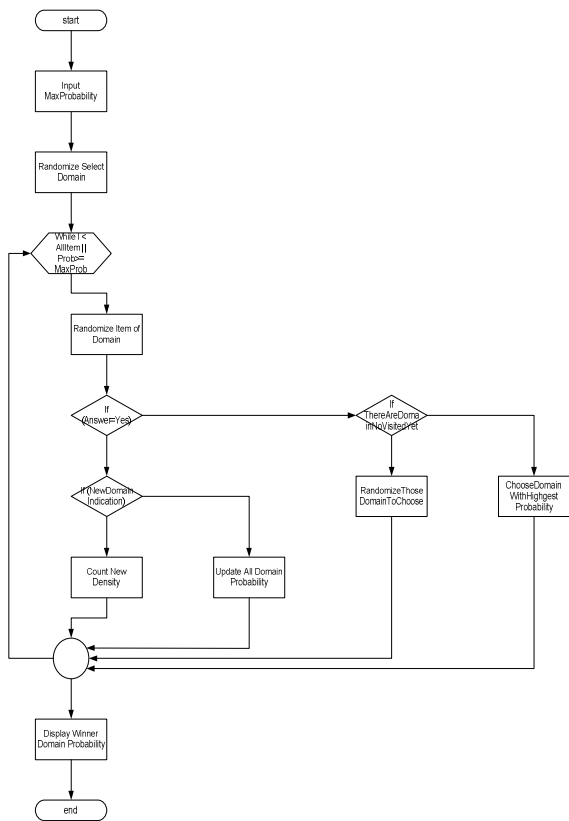 start
Input
MaxProbability
Randomize Select
Domain
While I <
AllItem ||
Prob>=
MaxProb
Randomize Item of
Domain
If
(Answer=Yes)
If
ThereAreDoma
inNoVisitedYet
If (NewDomain
Indication)
RandomizeThose
DomainToChoose
ChooseDomain
WithHighgest
Probability
Count New
Density
Update All Domain
Probability
Display Winner
Domain Probability
end